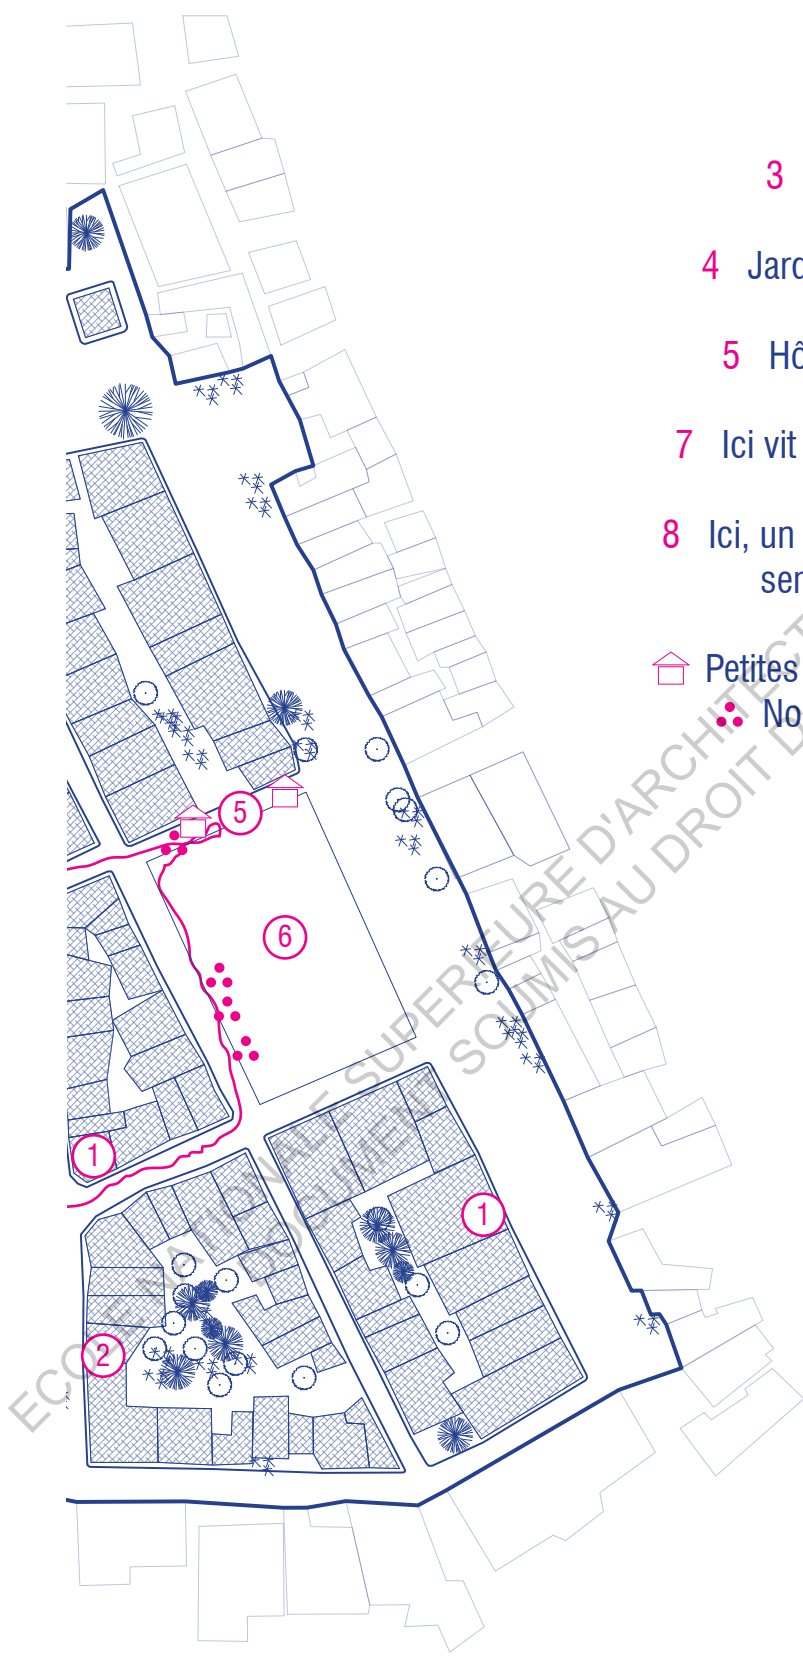 3
4 Jard
5 Hô
7 Ici vit
8 Ici, un
ser
Petites
No
5
6
1
1
2
ECOLE NATIONALE SUPERIEURE D'ARCHITECT
DOCUMENT SOUMIS AU DROIT D